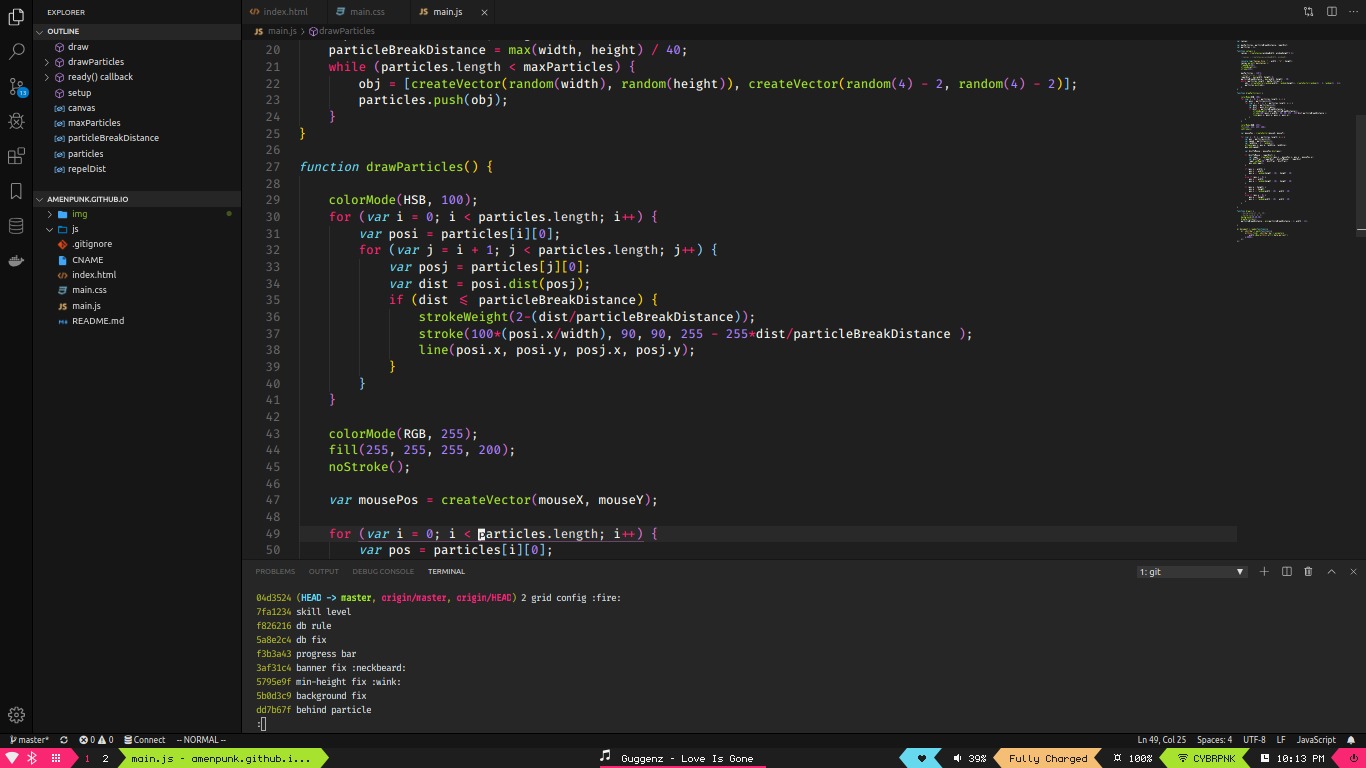 EXPLORER
index.html
main.css
JS main.js
OUTLINE
JS main.js > drawParticles
draw
drawParticles
ready() callback
setup
canvas
maxParticles
particleBreakDistance
particles
repelDist
AMENPUNK.GITHUB.IO
img
js
.gitignore
CNAME
index.html
main.css
JS main.js
README.md
13
20 particleBreakDistance = max(width, height) / 40;
21 while (particles.length < maxParticles) {
22 obj = [createVector(random(width), random(height)), createVector(random(4) - 2, random(4) - 2)];
23 particles.push(obj);
24 }
25 }
26
27 function drawParticles() {
28
29 colorMode(HSB, 100);
30 for (var i = 0; i < particles.length; i++) {
31 var posi = particles[i][0];
32 for (var j = i + 1; j < particles.length; j++) {
33 var posj = particles[j][0];
34 var dist = posi.dist(posj);
35 if (dist ⩽ particleBreakDistance) {
36 strokeWeight(2-(dist/particleBreakDistance));
37 stroke(100*(posi.x/width), 90, 90, 255 - 255*dist/particleBreakDistance );
38 line(posi.x, posi.y, posj.x, posj.y);
39 }
40 }
41 }
42
43 colorMode(RGB, 255);
44 fill(255, 255, 255, 200);
45 noStroke();
46
47 var mousePos = createVector(mouseX, mouseY);
48
49 for (var i = 0; i < particles.length; i++) {
50 var pos = particles[i][0];
PROBLEMS OUTPUT DEBUG CONSOLE TERMINAL 1: git
04d3524 (HEAD -> master, origin/master, origin/HEAD) 2 grid config :fire:
7fa1234 skill level
f826216 db rule
5a8e2c4 db fix
f3b3a43 progress bar
3af31c4 banner fix :neckbeard:
5795e9f min-height fix :wink:
5b0d3c9 background fix
dd7b67f behind particle
:
master* 0 0 Connect -- NORMAL -- Ln 49, Col 25 Spaces: 4 UTF-8 LF JavaScript
1 2 main.js - amenpunk.github.i... Guggenz - Love Is Gone 39% Fully Charged 100% CYBRPNK 10:13 PM